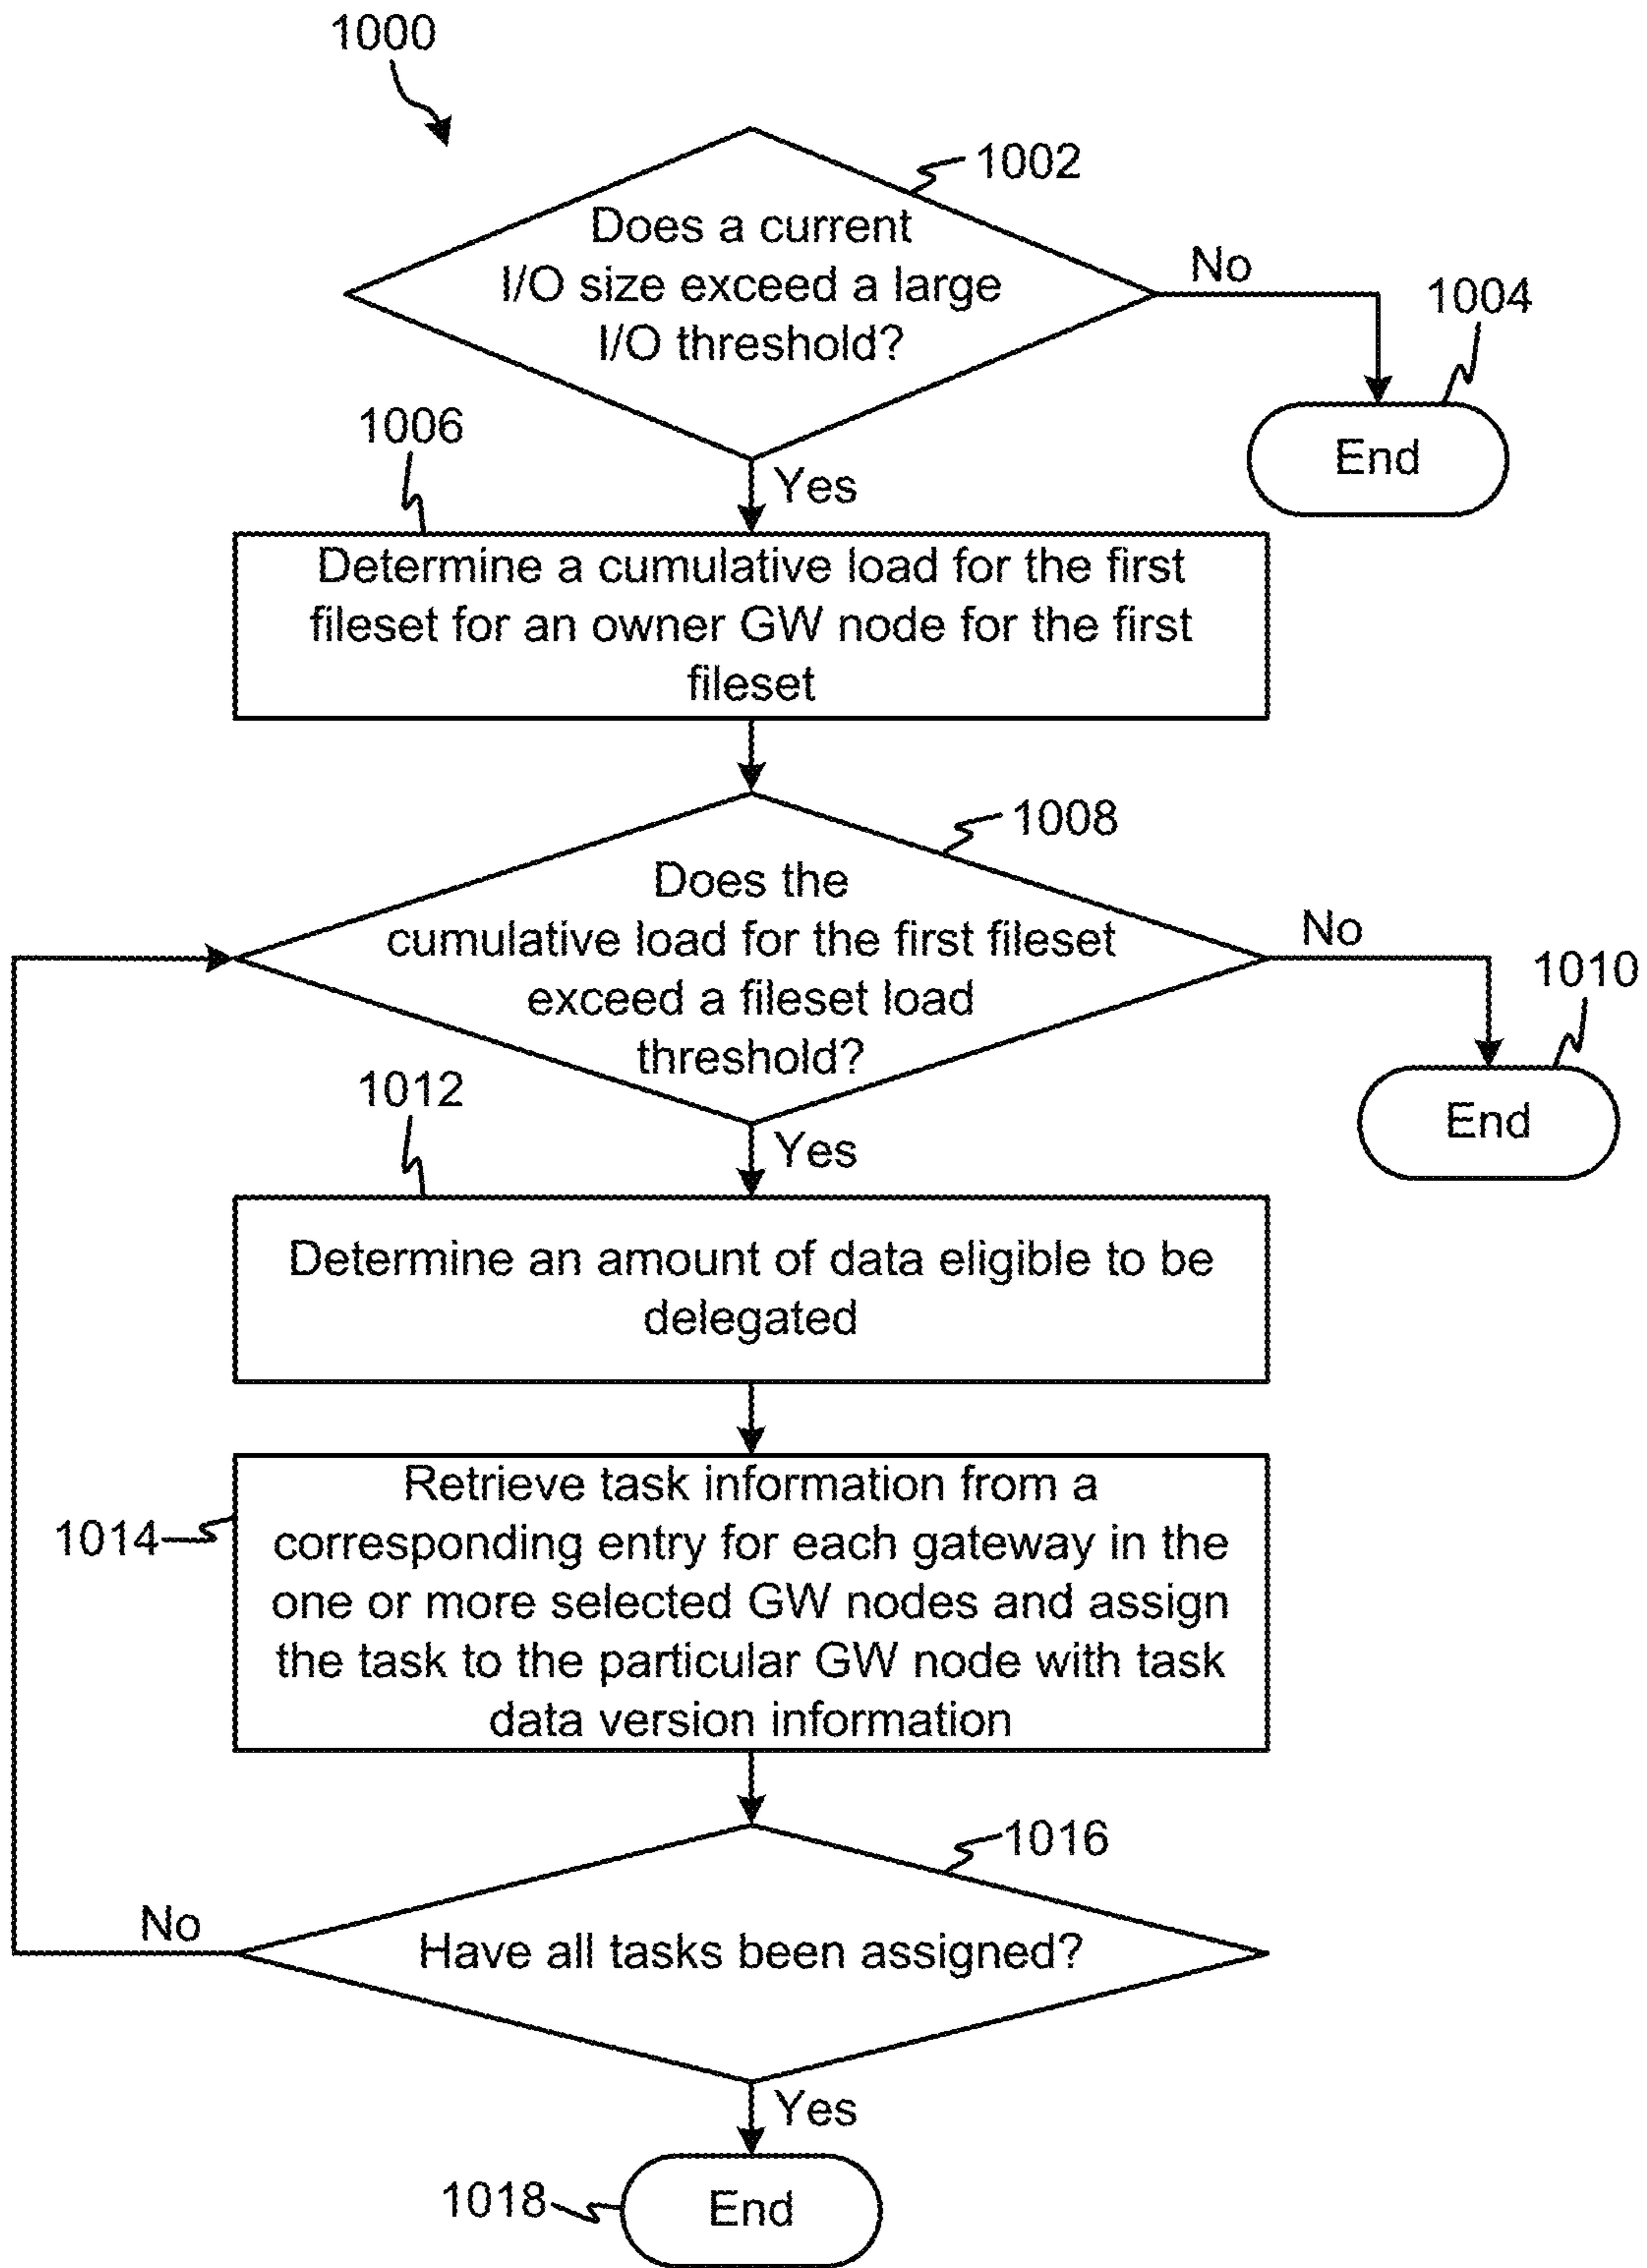 1000
1002
Does a current
I/O size exceed a large
I/O threshold?
No
1004
End
1006
Yes
Determine a cumulative load for the first
fileset for an owner GW node for the first
fileset
1008
Does the
cumulative load for the first fileset
exceed a fileset load
threshold?
No
1010
End
1012
Yes
Determine an amount of data eligible to be
delegated
1014
Retrieve task information from a
corresponding entry for each gateway in the
one or more selected GW nodes and assign
the task to the particular GW node with task
data version information
1016
No
Have all tasks been assigned?
Yes
1018
End